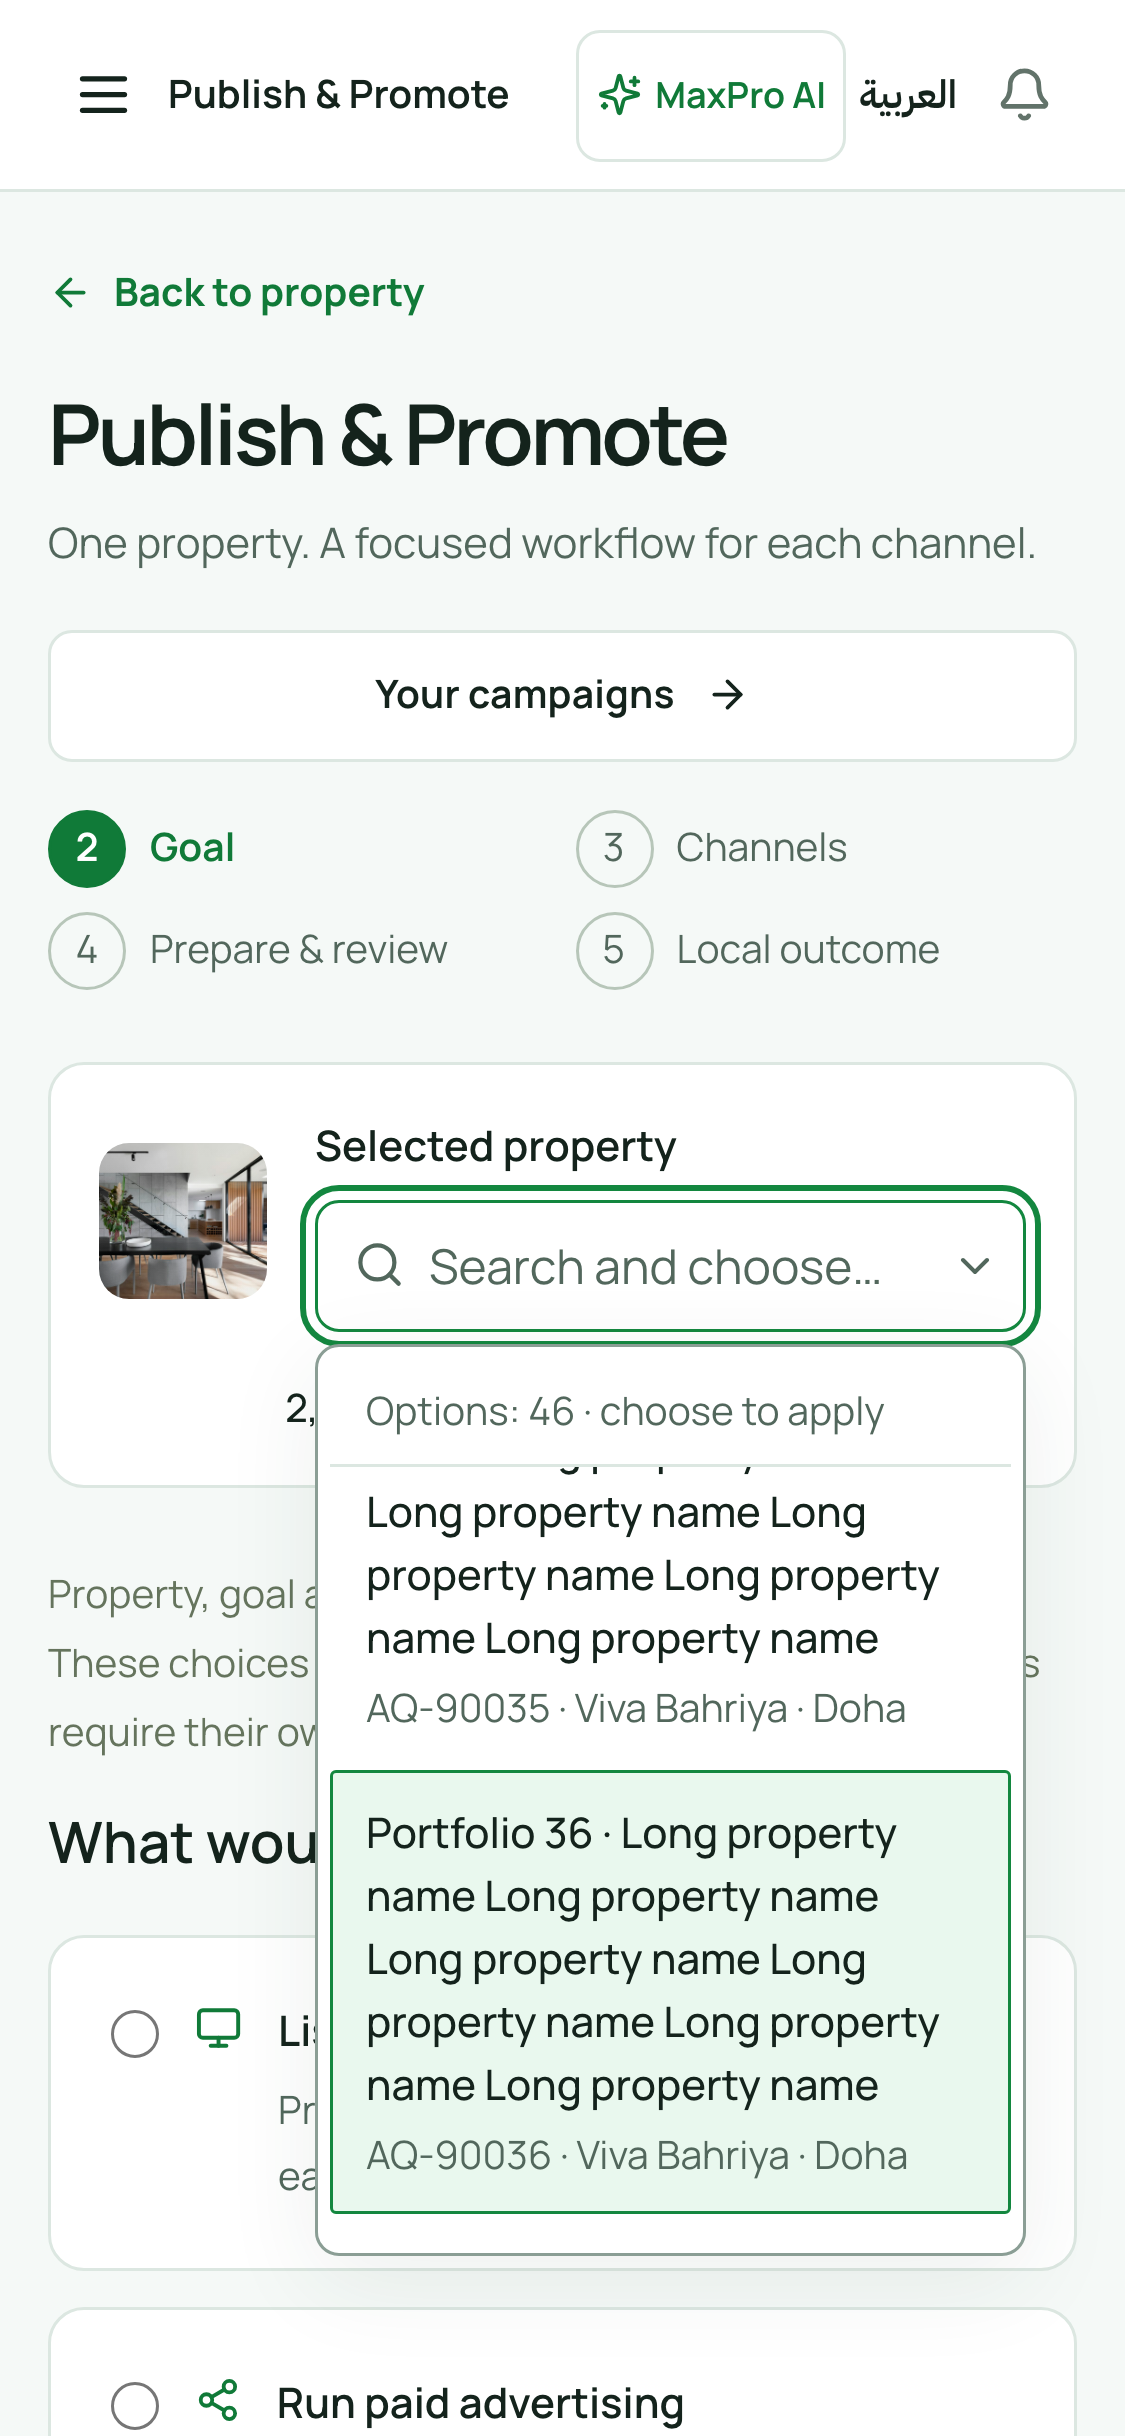 Publish & Promote
MaxPro AI
العربية
Back to property
Publish & Promote
One property. A focused workflow for each channel.
Your campaigns
2 Goal
3 Channels
4 Prepare & review
5 Local outcome
Selected property
Search and choose...
2,
Options: 46 · choose to apply
Long property name Long
property name Long property
name Long property name
AQ-90035 · Viva Bahriya · Doha
Property, goal
These choices
require their
What
Portfolio 36 · Long property
name Long property name
Long property name Long
property name Long property
name Long property name
AQ-90036 · Viva Bahriya · Doha
Run paid advertising